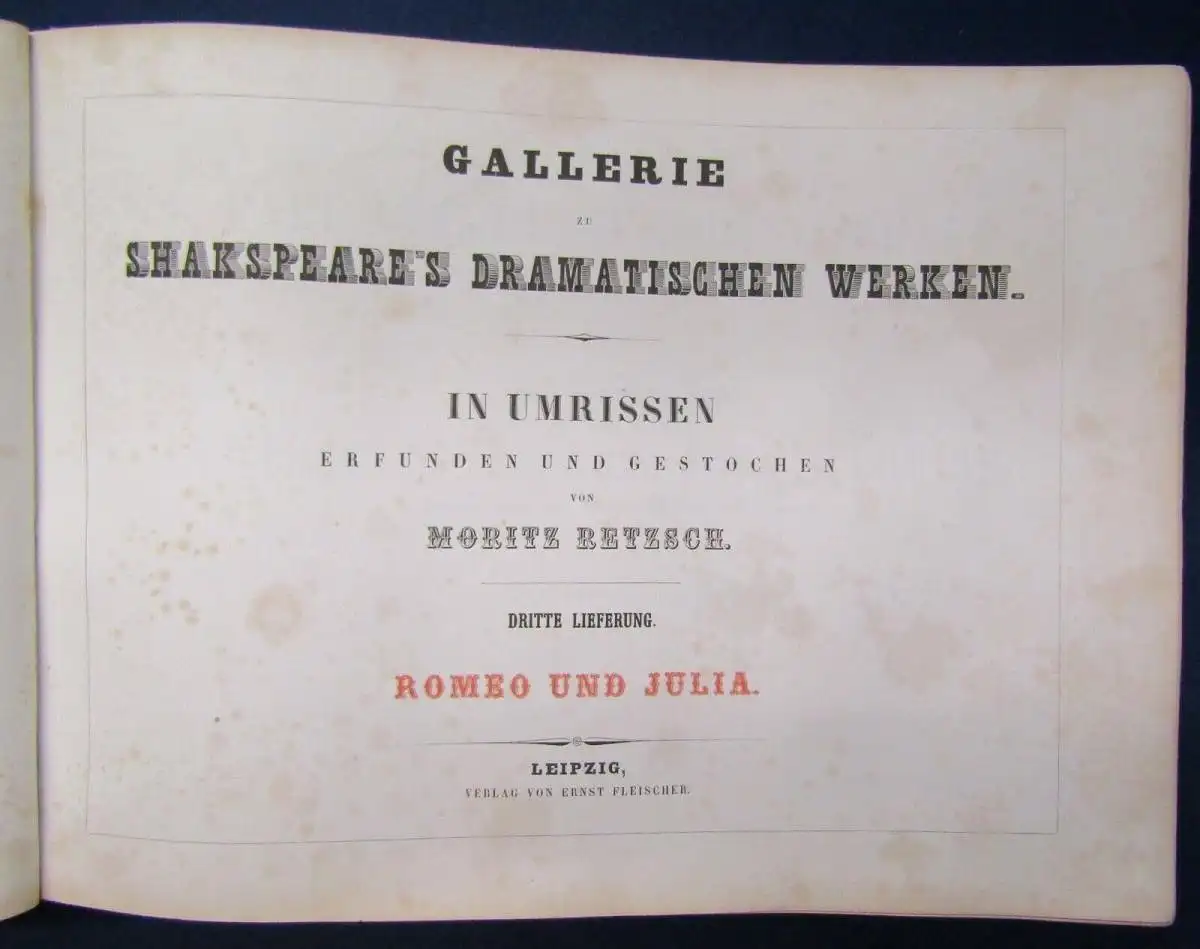 GALLERIE
ZU
SHAKSPEARE'S DRAMATISCHEN WERKEN.
IN UMRISSEN
ERFUNDEN UND GESTOCHEN
VON
MORITZ RETZSCH.
DRITTE LIEFERUNG.
ROMEO UND JULIA.
LEIPZIG,
VERLAG VON ERNST FLEISCHER.